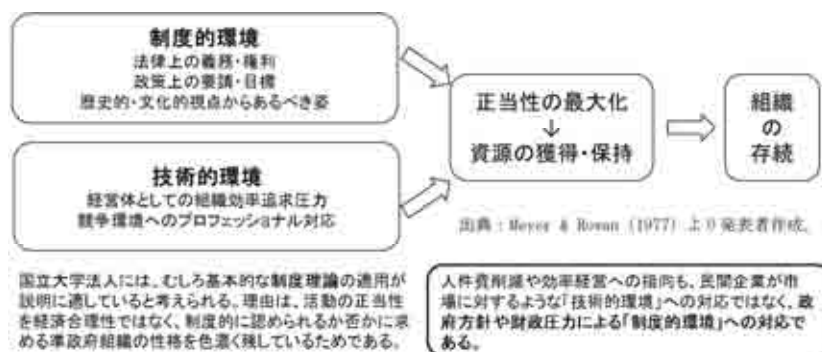 制度的環境
法律上の義務・権利
政策上の要請・目標
歴史的・文化的視点からあるべき姿
技術的環境
経営体としての組織効率追求圧力
競争環境へのプロフェッショナル対応
正当性の最大化
↓
資源の獲得・保持
組織
の
存続
出典：Meyer & Rowan (1977) より発表者作成。
国立大学法人には、むしろ基本的な制度理論の適用が
説明に適していると考えられる。理由は、活動の正当性
を経済合理性ではなく、制度的に認められるか否かに求
める準政府組織の性格を色濃く残しているためである。
人件費削減や効率経営への指向も、民間企業が市
場に対するような「技術的環境」への対応ではなく、政
府方針や財政圧力による「制度的環境」への対応で
ある。